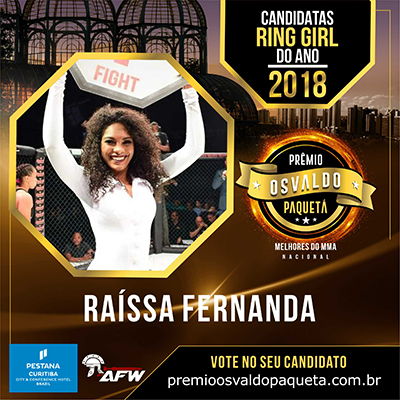 CANDIDATAS
RING GIRL
DO ANO
2018
FIGHT
PRÊMIO
OSVALDO
PAQUETÁ
MELHORES DO MMA
NACIONAL
RAÍSSA FERNANDA
PESTANA
CURITIBA
CITY & CONFERENCE HOTEL
BRAZIL
AFW
VOTE NO SEU CANDIDATO
premioosvaldopaqueta.com.br